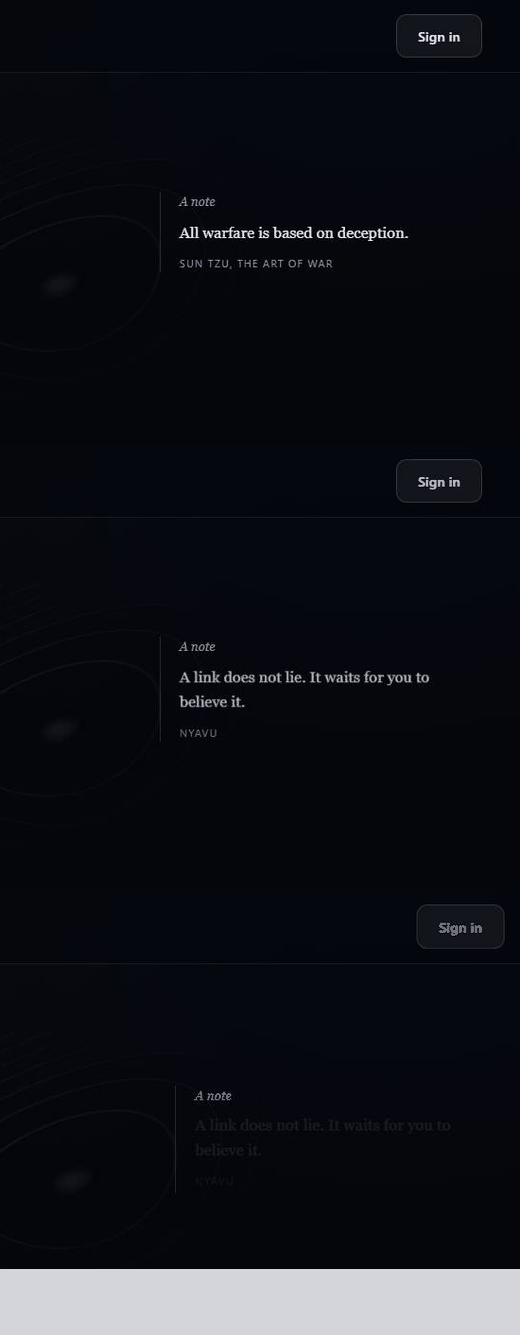 Sign in
A note
All warfare is based on deception.
SUN TZU, THE ART OF WAR
Sign in
A note
A link does not lie. It waits for you to
believe it.
NYAVU
Sign in
A note
A link does not lie. It waits for you to
believe it.
NYAVU